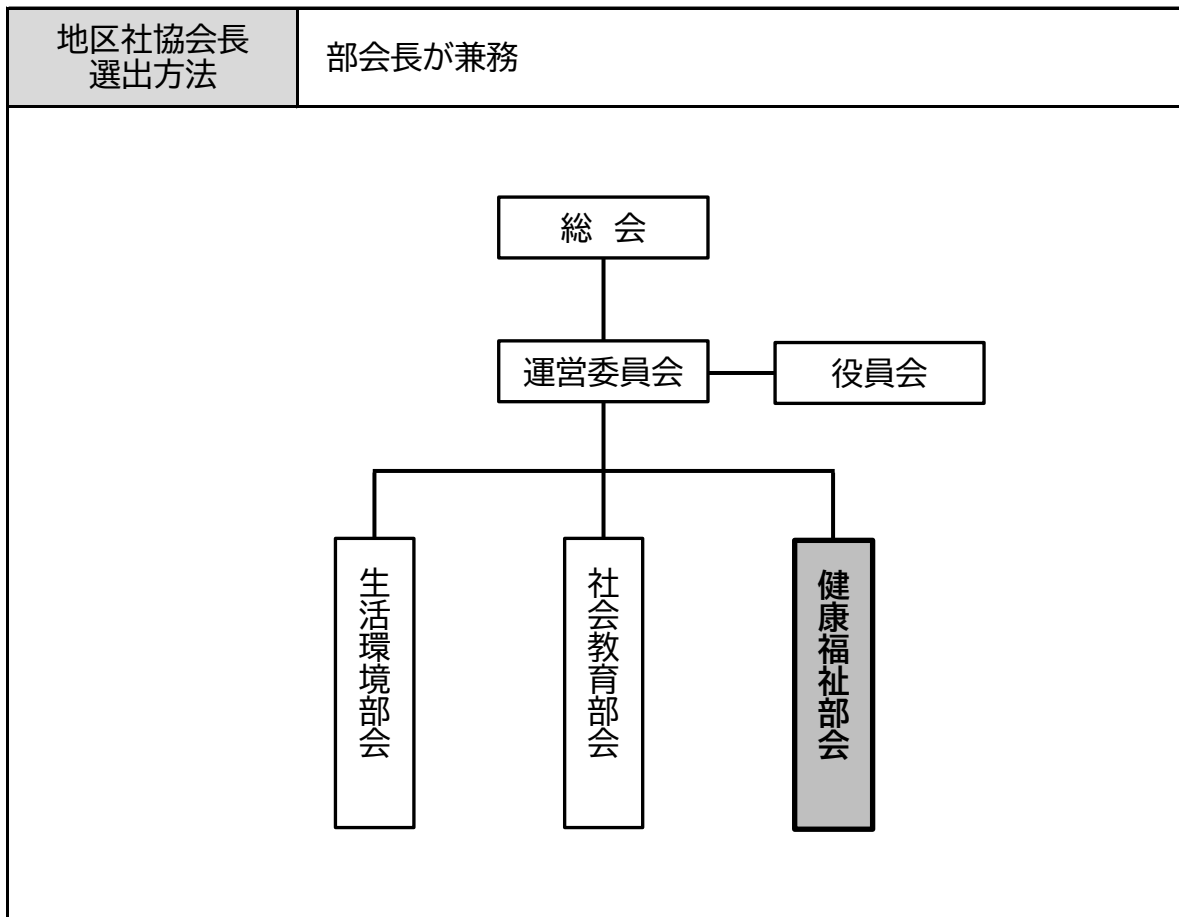 地区社協会長
選出方法
部会長が兼務
総 会
運営委員会
役員会
生活環境部会
社会教育部会
健康福祉部会